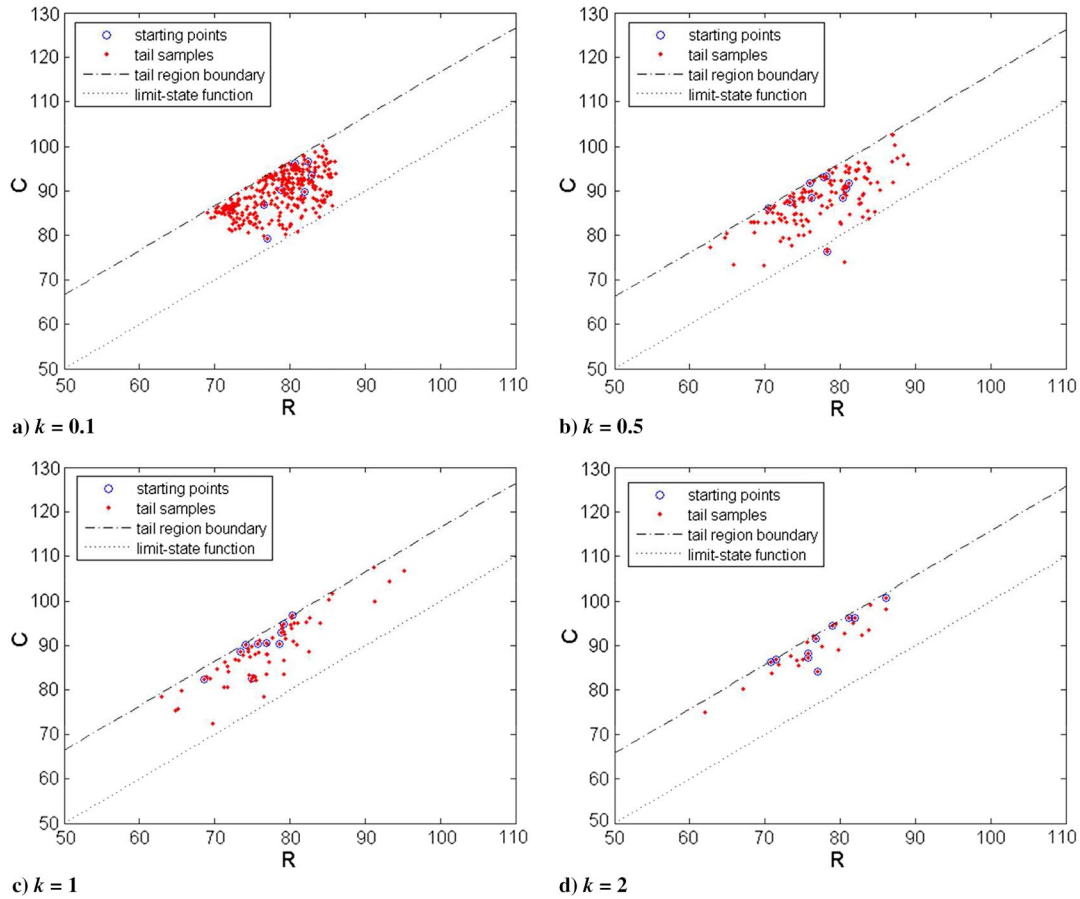 130
120
110
100
90
80
70
60
50
C
starting points
tail samples
tail region boundary
limit-state function
50 60 70 80 90 100 110
R
a) k = 0.1
130
120
110
100
90
80
70
60
50
C
starting points
tail samples
tail region boundary
limit-state function
50 60 70 80 90 100 110
R
b) k = 0.5
130
120
110
100
90
80
70
60
50
C
starting points
tail samples
tail region boundary
limit-state function
50 60 70 80 90 100 110
R
c) k = 1
130
120
110
100
90
80
70
60
50
C
starting points
tail samples
tail region boundary
limit-state function
50 60 70 80 90 100 110
R
d) k = 2